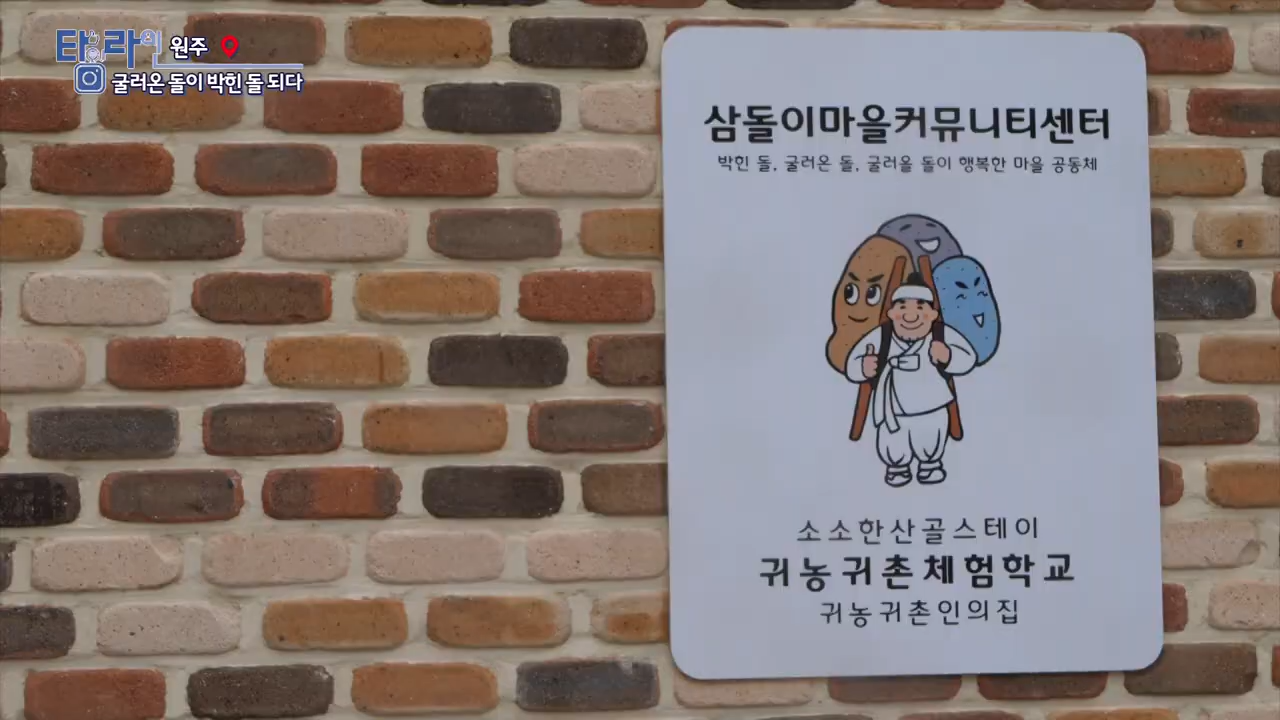 타라의 원주
굴러온 돌이 박힌 돌 되다
삼돌이마을커뮤니티센터
박힌 돌, 굴러온 돌, 굴러올 돌이 행복한 마을 공동체
소소한산골스테이
귀농귀촌체험학교
귀농귀촌인의집